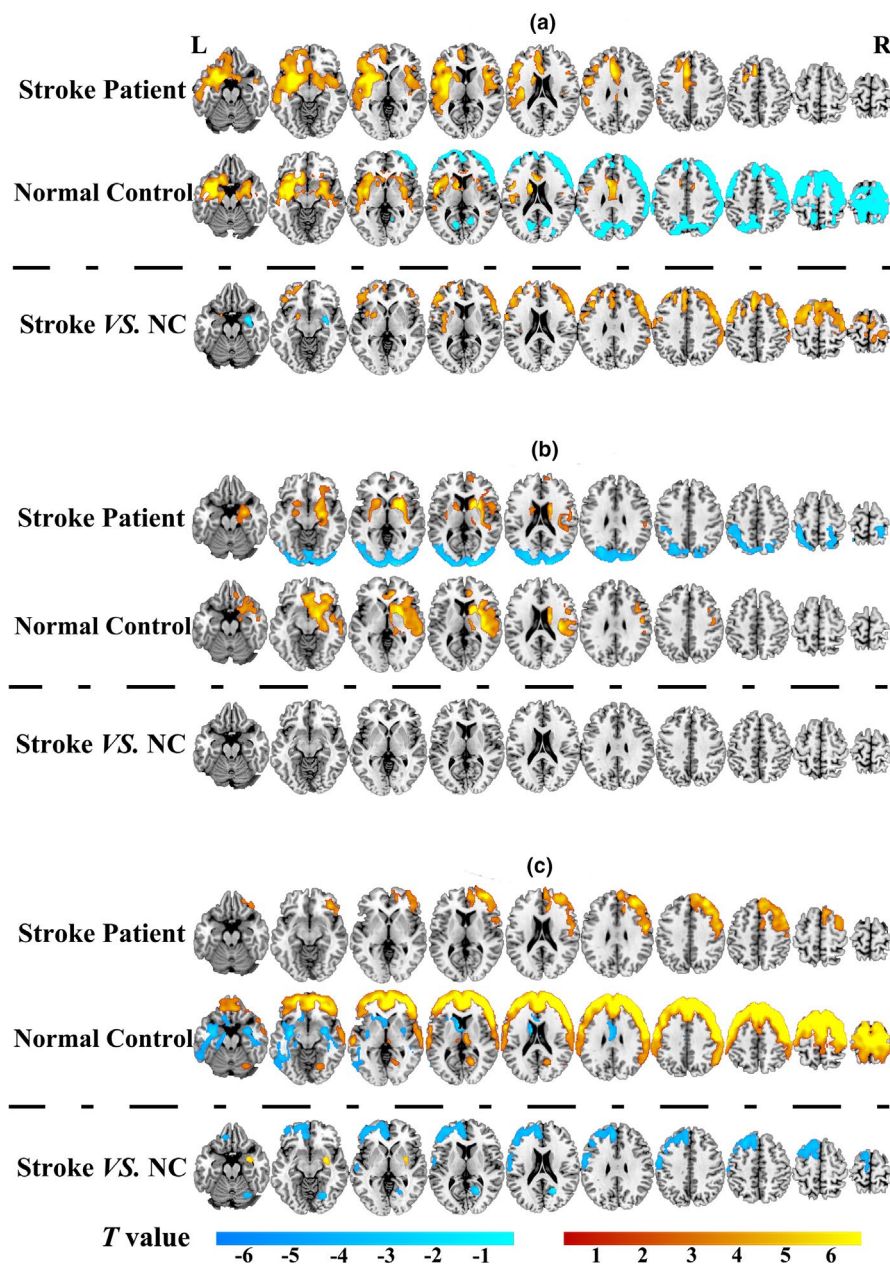 (a)
L R
Stroke Patient
Normal Control
Stroke VS. NC
(b)
Stroke Patient
Normal Control
Stroke VS. NC
(c)
Stroke Patient
Normal Control
Stroke VS. NC
T value
-6 -5 -4 -3 -2 -1 1 2 3 4 5 6